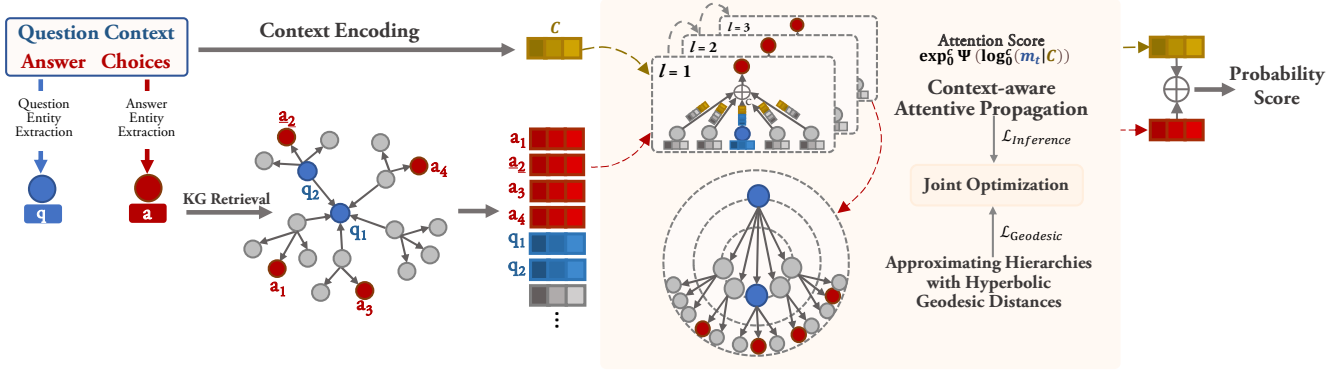 Question Context
Answer Choices
Question
Entity
Extraction
Answer
Entity
Extraction
q
a
Context Encoding
KG Retrieval
a2
q2
a4
q1
a1
a3
C
a1
a2
a3
a4
q1
q2
⋮
l = 3
l = 2
l = 1
c
Attention Score
exp₀ᶜ Ψ (log₀ᶜ(mₜ|C))
Context-aware
Attentive Propagation
ℒInference
Joint Optimization
ℒGeodesic
Approximating Hierarchies
with Hyperbolic
Geodesic Distances
Probability
Score